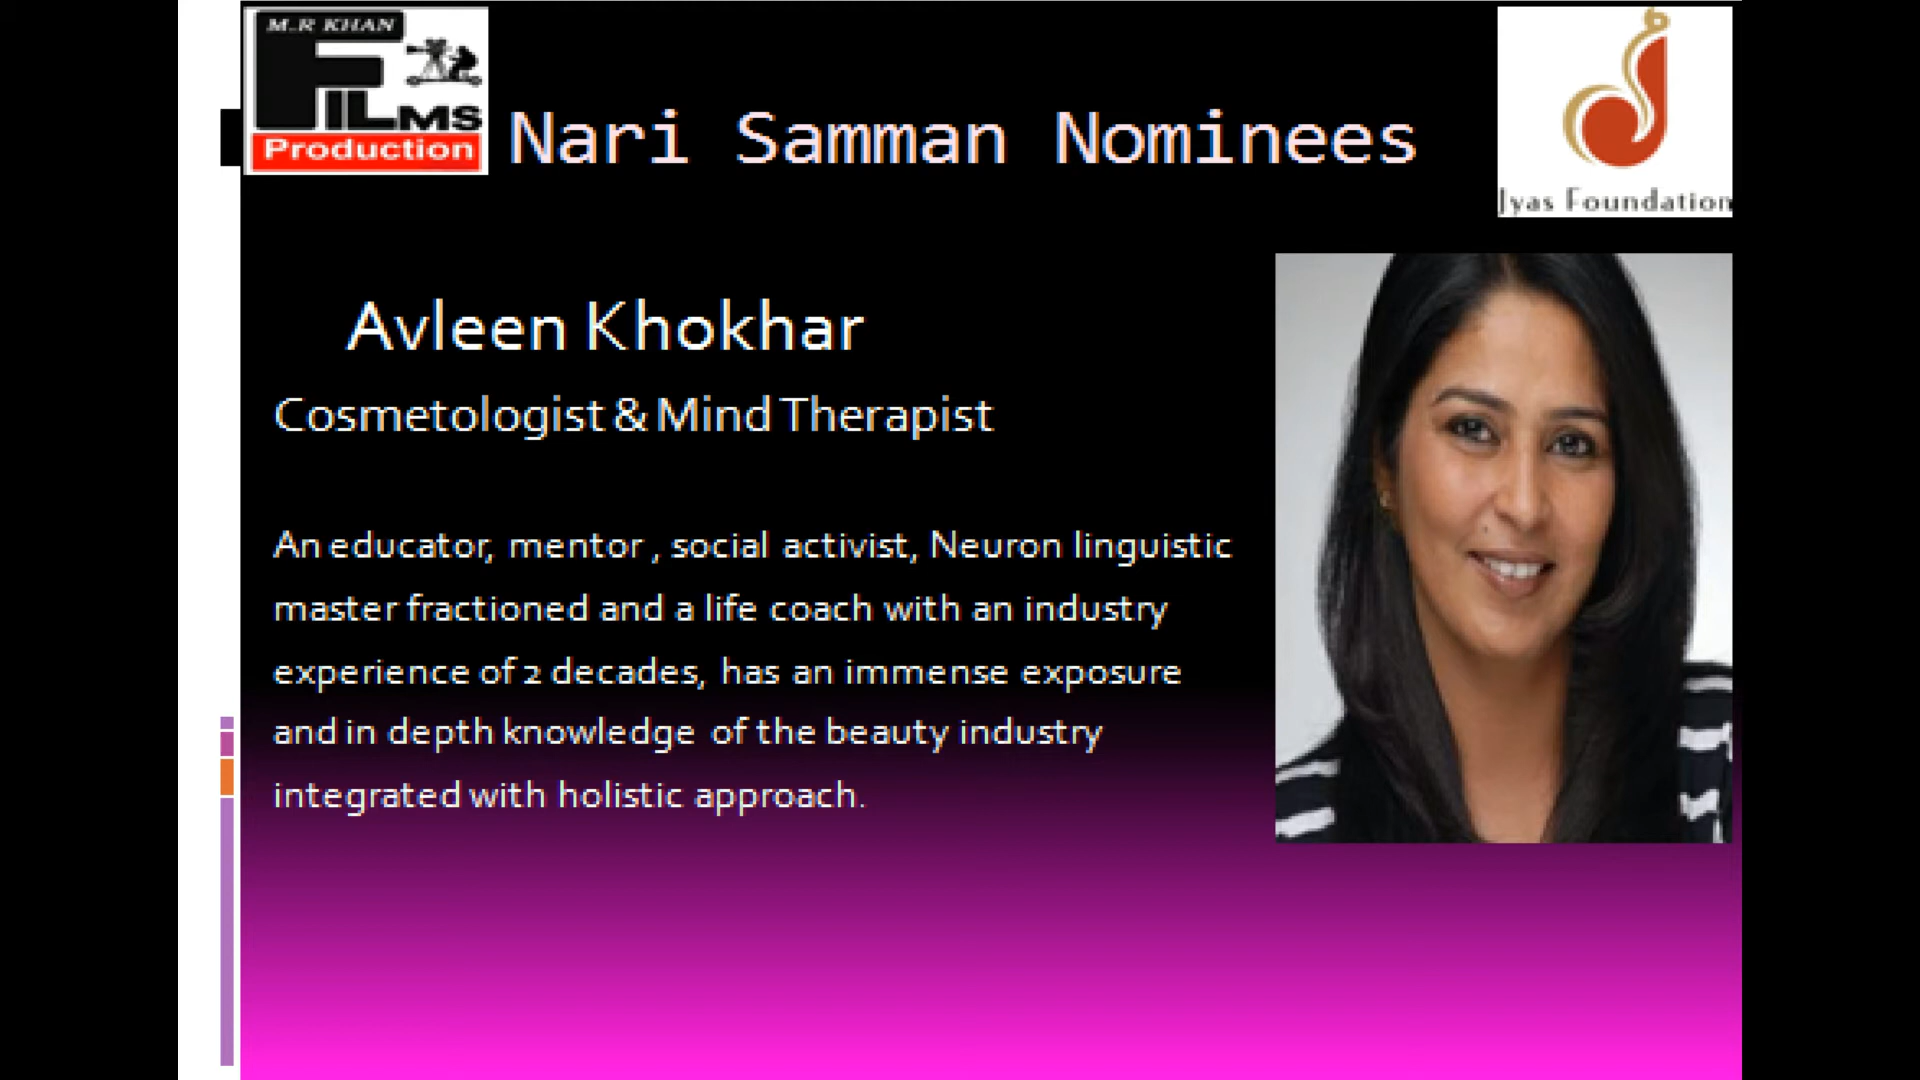 M.R KHAN
FILMS
Production
Nari Samman Nominees
Jyas Foundation
Avleen Khokhar
Cosmetologist & Mind Therapist
An educator, mentor , social activist, Neuron linguistic
master fractioned and a life coach with an industry
experience of 2 decades, has an immense exposure
and in depth knowledge of the beauty industry
integrated with holistic approach.